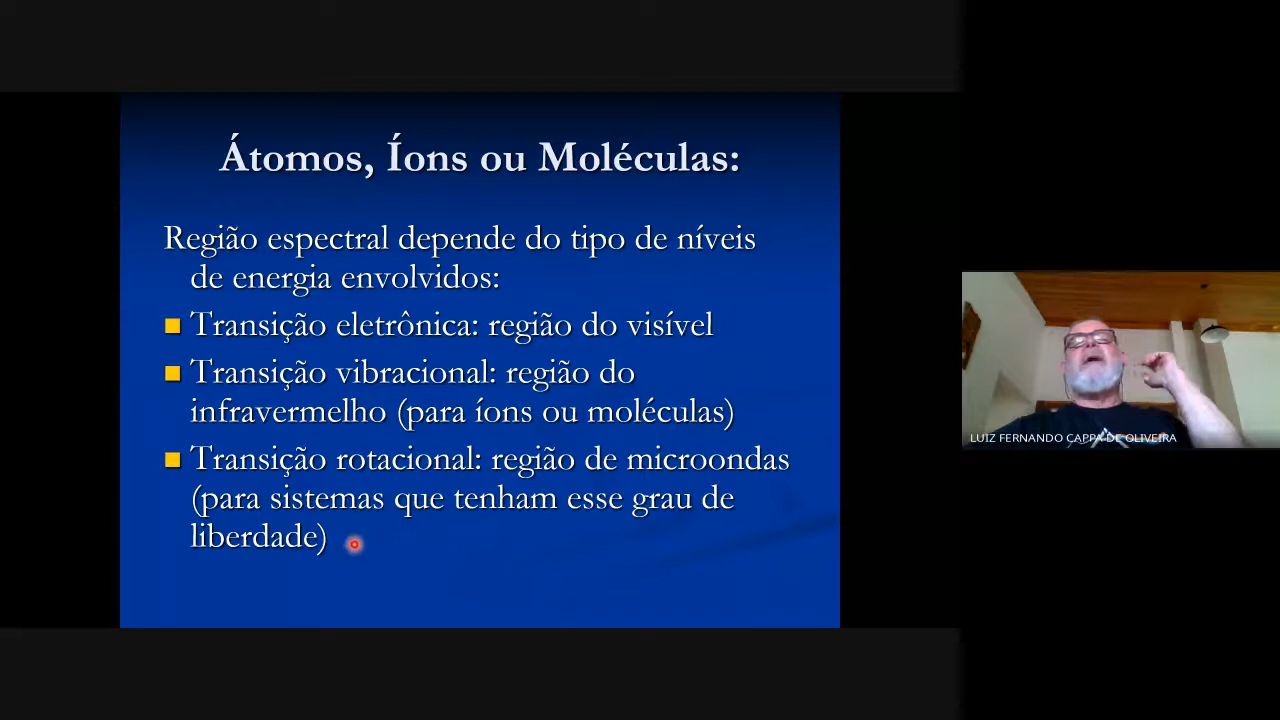 Átomos, Íons ou Moléculas:
Região espectral depende do tipo de níveis
de energia envolvidos:
Transição eletrônica: região do visível
Transição vibracional: região do
infravermelho (para íons ou moléculas)
Transição rotacional: região de microondas
(para sistemas que tenham esse grau de
liberdade)
LUIZ FERNANDO CAPPA DE OLIVEIRA